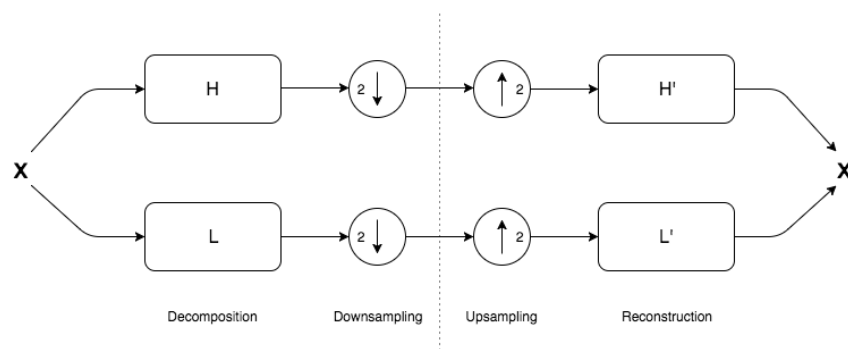 H 2 2 H'
X X
L 2 2 L'
Decomposition Downsampling Upsampling Reconstruction